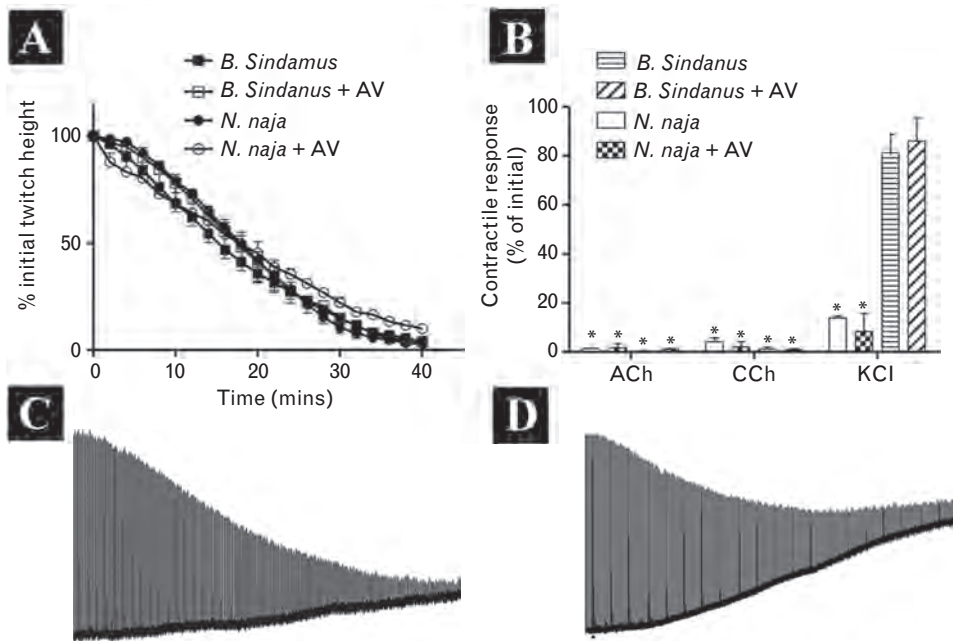 A
B. Sindamus
B. Sindanus + AV
N. naja
N. naja + AV
% initial twitch height
100
50
0
0
10
20
30
40
Time (mins)
B
B. Sindanus
B. Sindanus + AV
N. naja
N. naja + AV
Contractile response
(% of initial)
100
80
60
40
20
0
* * * *
* * * *
* *
ACh
CCh
KCl
C
D